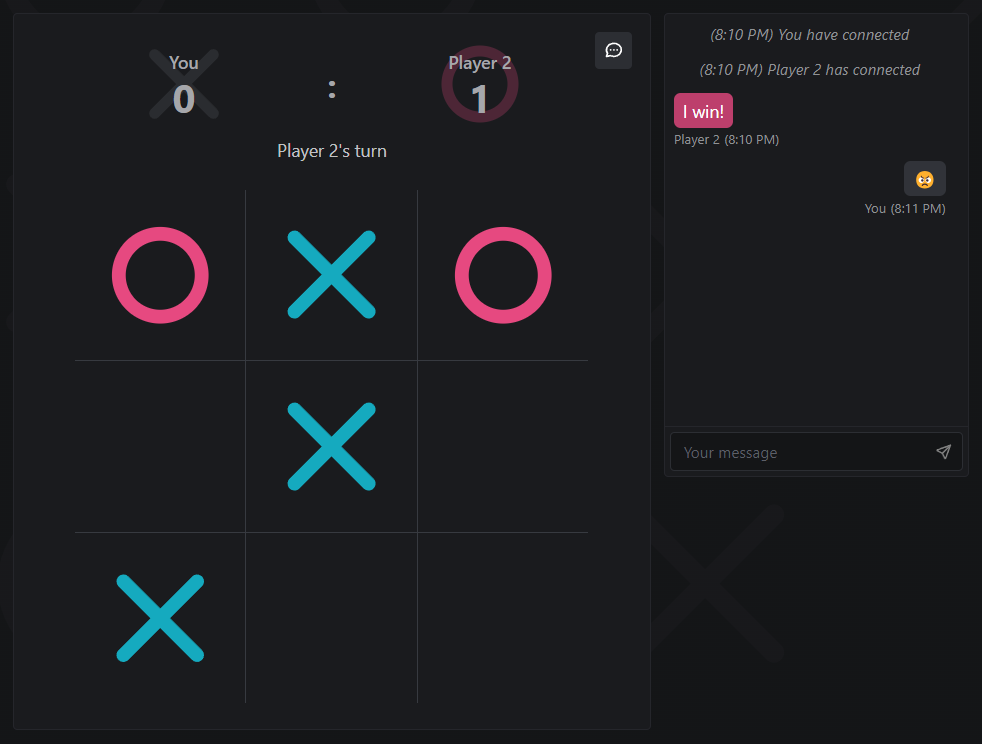 You
0
:
Player 2
1
Player 2's turn
(8:10 PM) You have connected
(8:10 PM) Player 2 has connected
I win!
Player 2 (8:10 PM)
😡
You (8:11 PM)
Your message